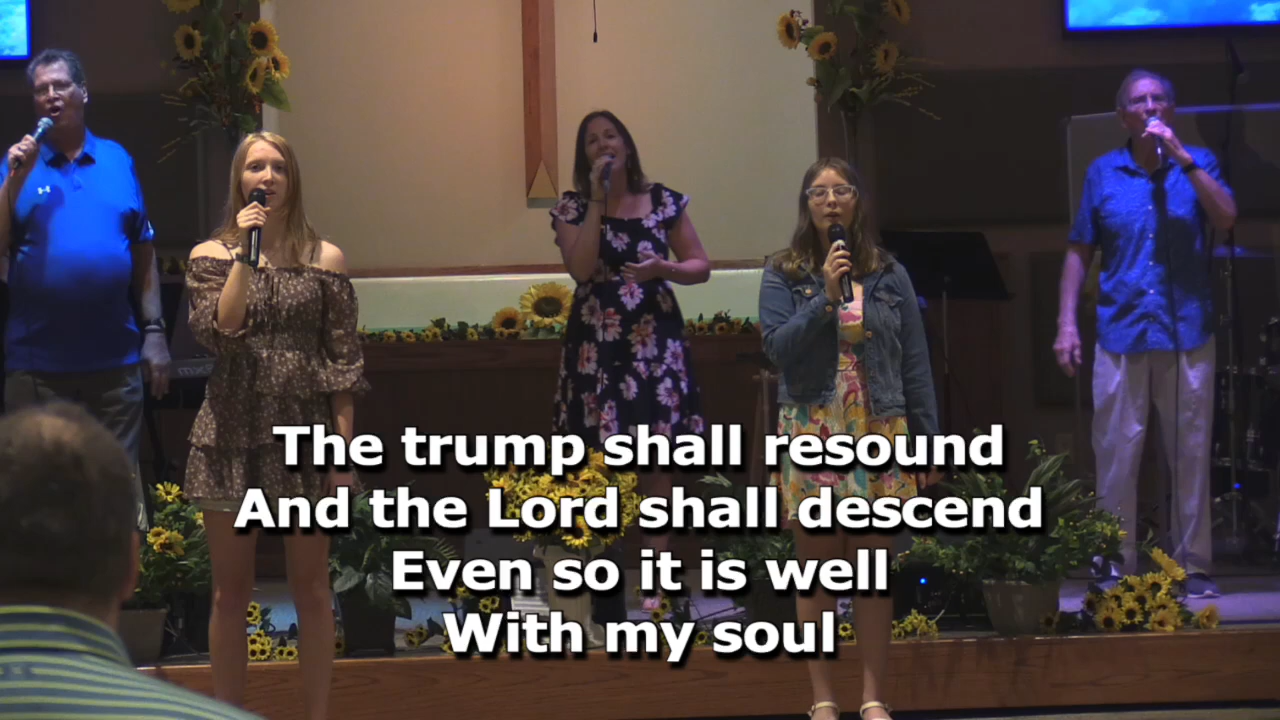 The trump shall resound
And the Lord shall descend
Even so it is well
With my soul